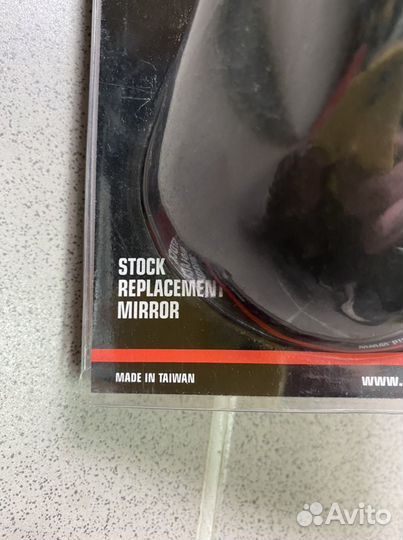 STOCK
REPLACEMENT
MIRROR
MADE IN TAIWAN
WWW.
Avito